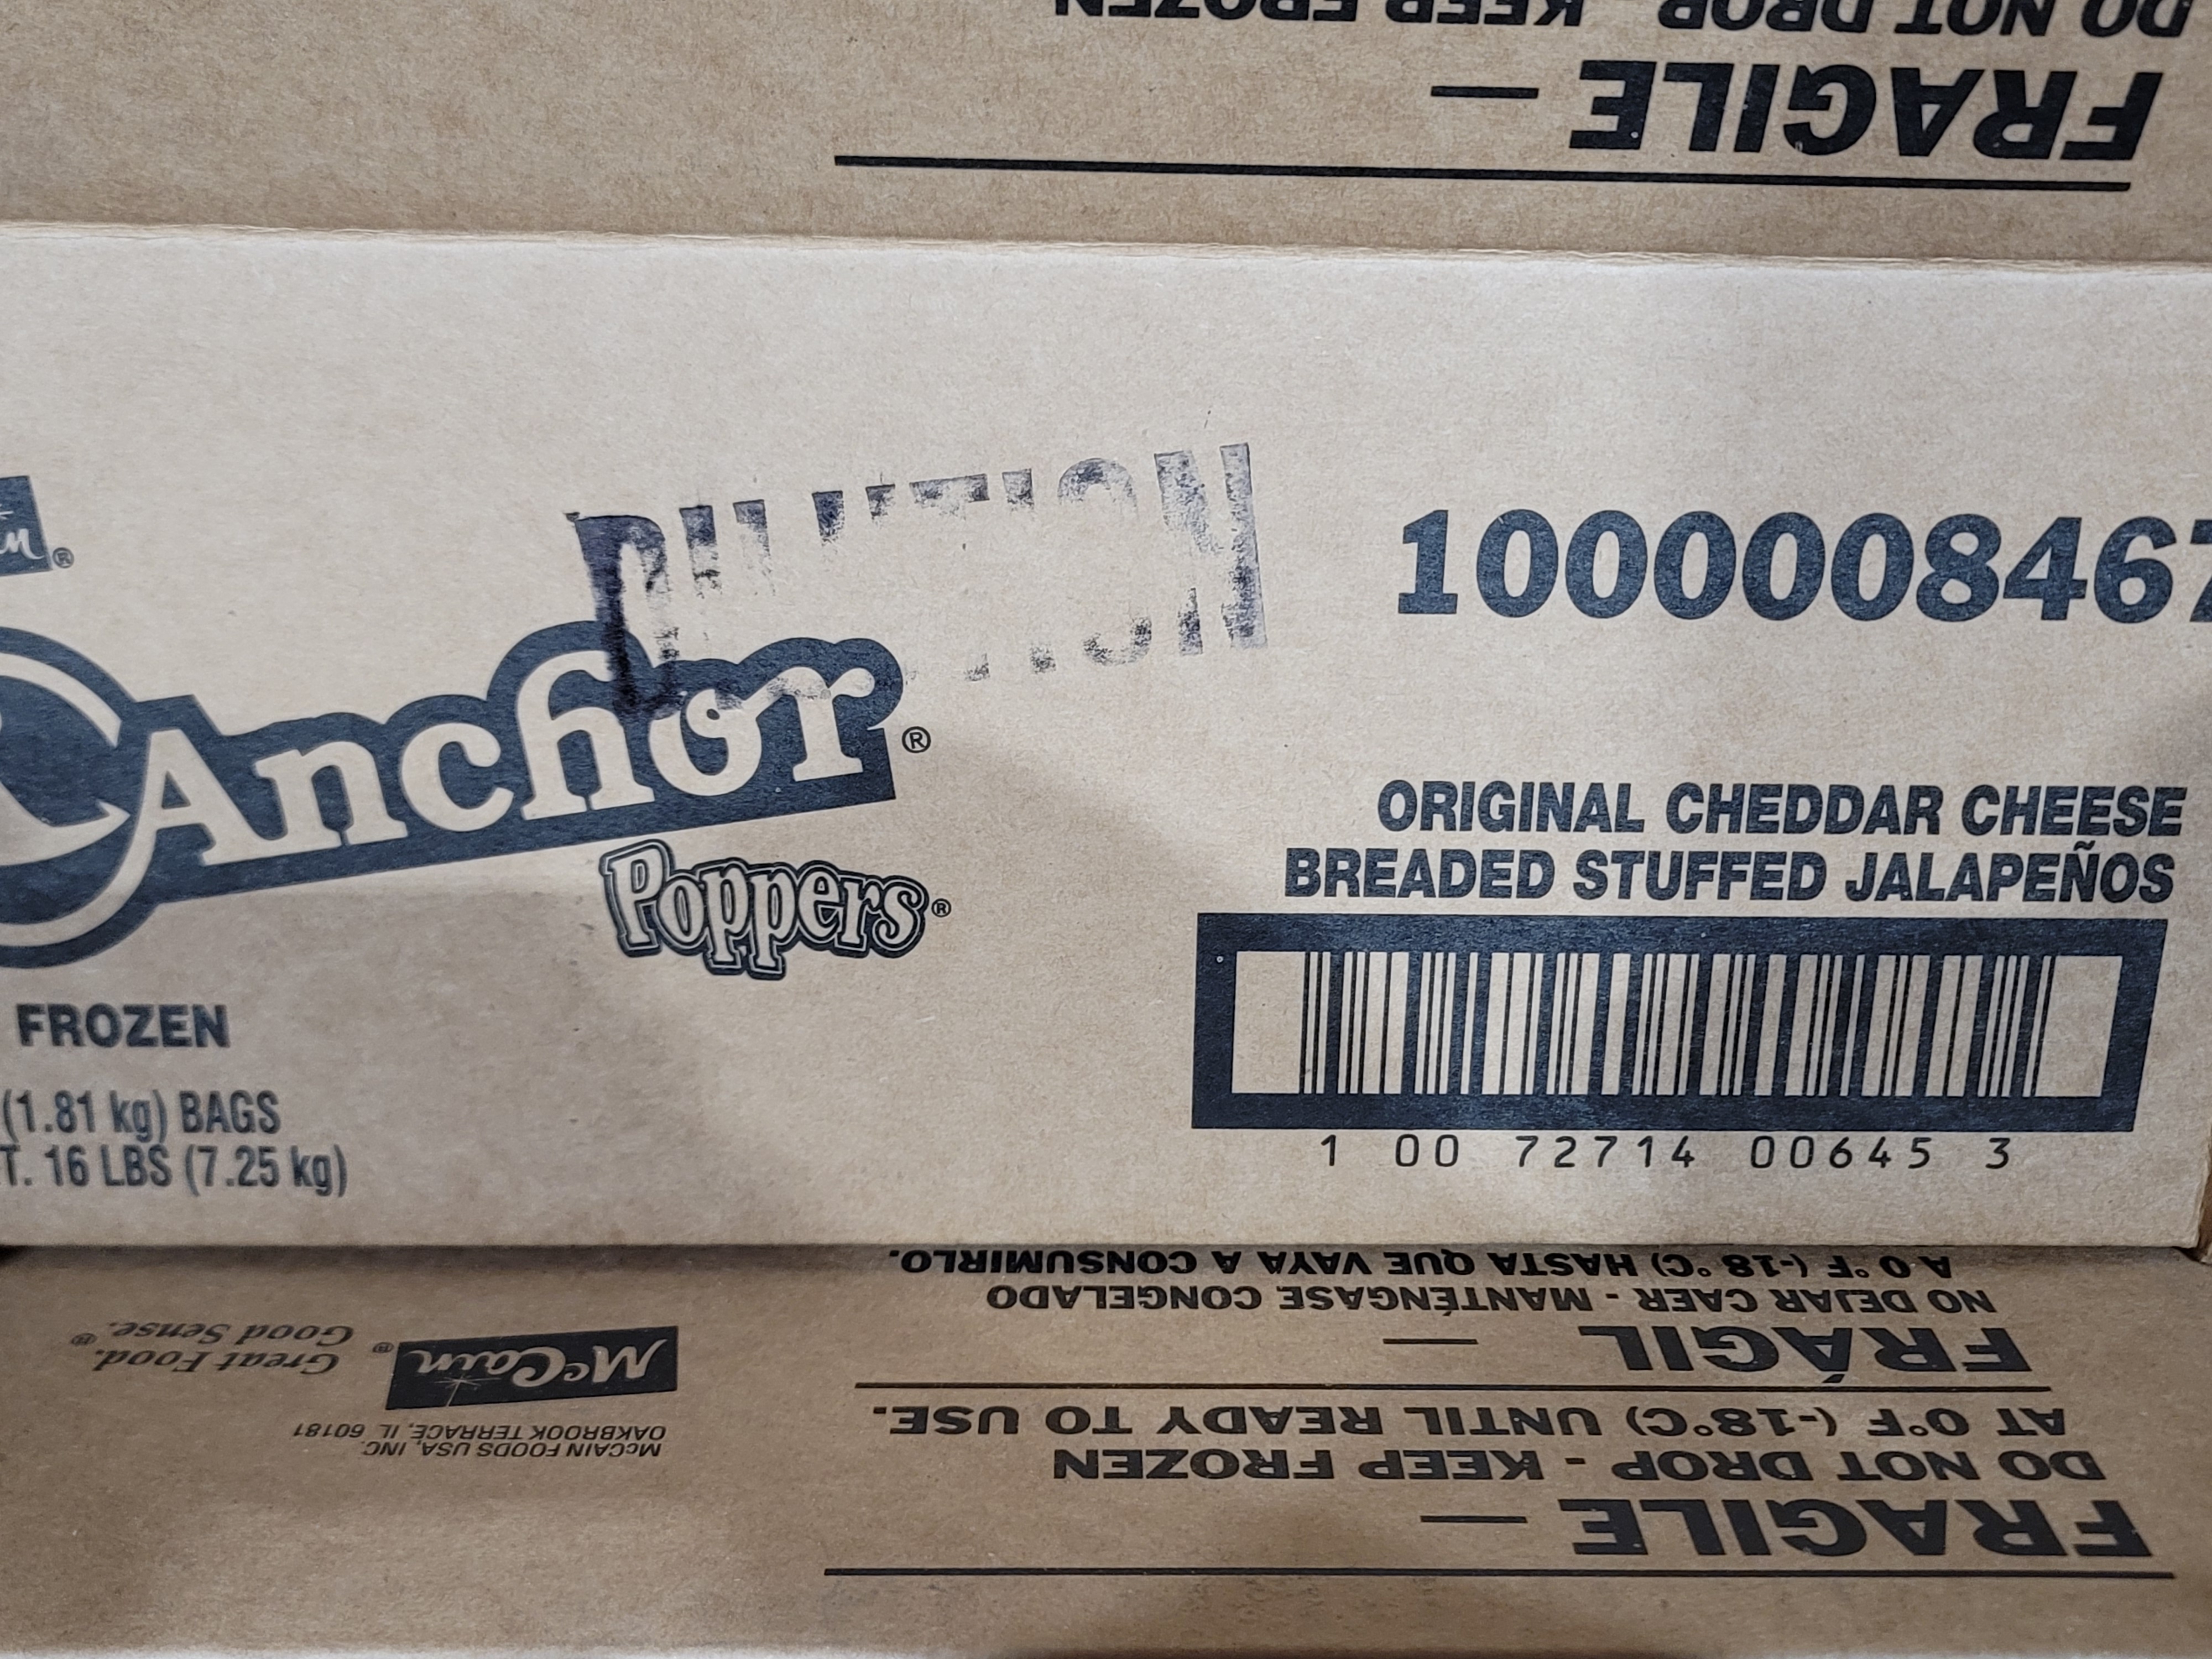 DO NOT DROP - KEEP FROZEN
FRAGILE —
Anchor®
Poppers®
FROZEN
(1.81 kg) BAGS
T. 16 LBS (7.25 kg)
1000008467
ORIGINAL CHEDDAR CHEESE
BREADED STUFFED JALAPEÑOS
1 00 72714 00645 3
FRAGILE —
DO NOT DROP - KEEP FROZEN
AT 0°F (-18°C) UNTIL READY TO USE.
FRÁGIL —
NO DEJAR CAER - MANTÉNGASE CONGELADO
A 0 °F (-18 °C) HASTA QUE VAYA A CONSUMIRLO.
McCAIN FOODS USA, INC.
OAKBROOK TERRACE, IL 60181
McCain®
Great Food.
Good Sense.®